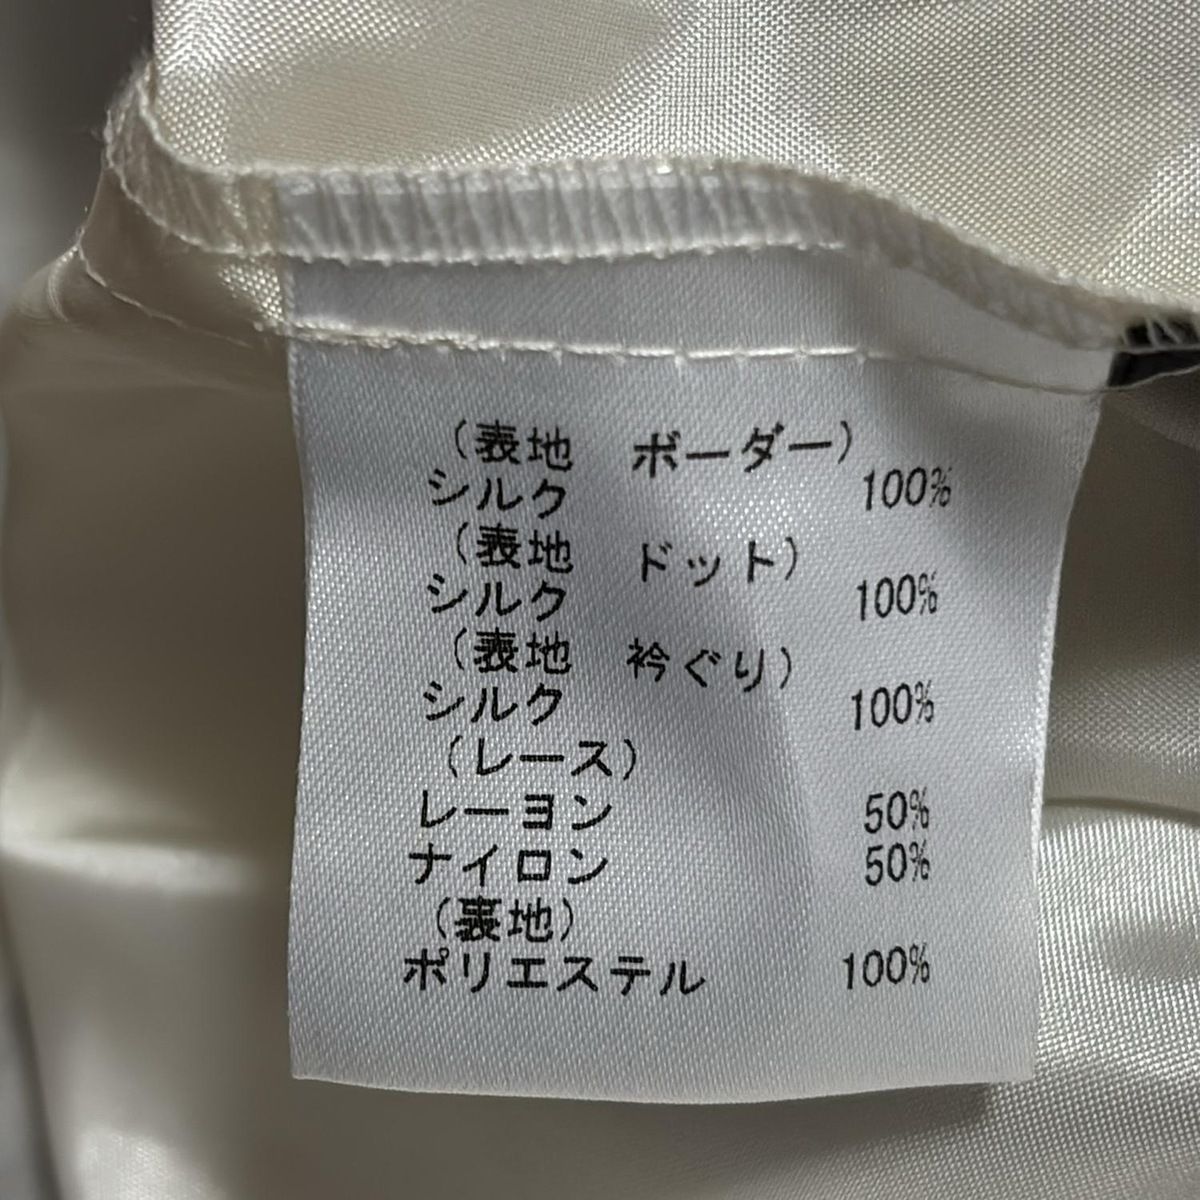 (表地　ボーダー)
シルク 100%
(表地　ドット)
シルク 100%
(表地　衿ぐり)
シルク 100%
(レース)
レーヨン 50%
ナイロン 50%
(裏地)
ポリエステル 100%